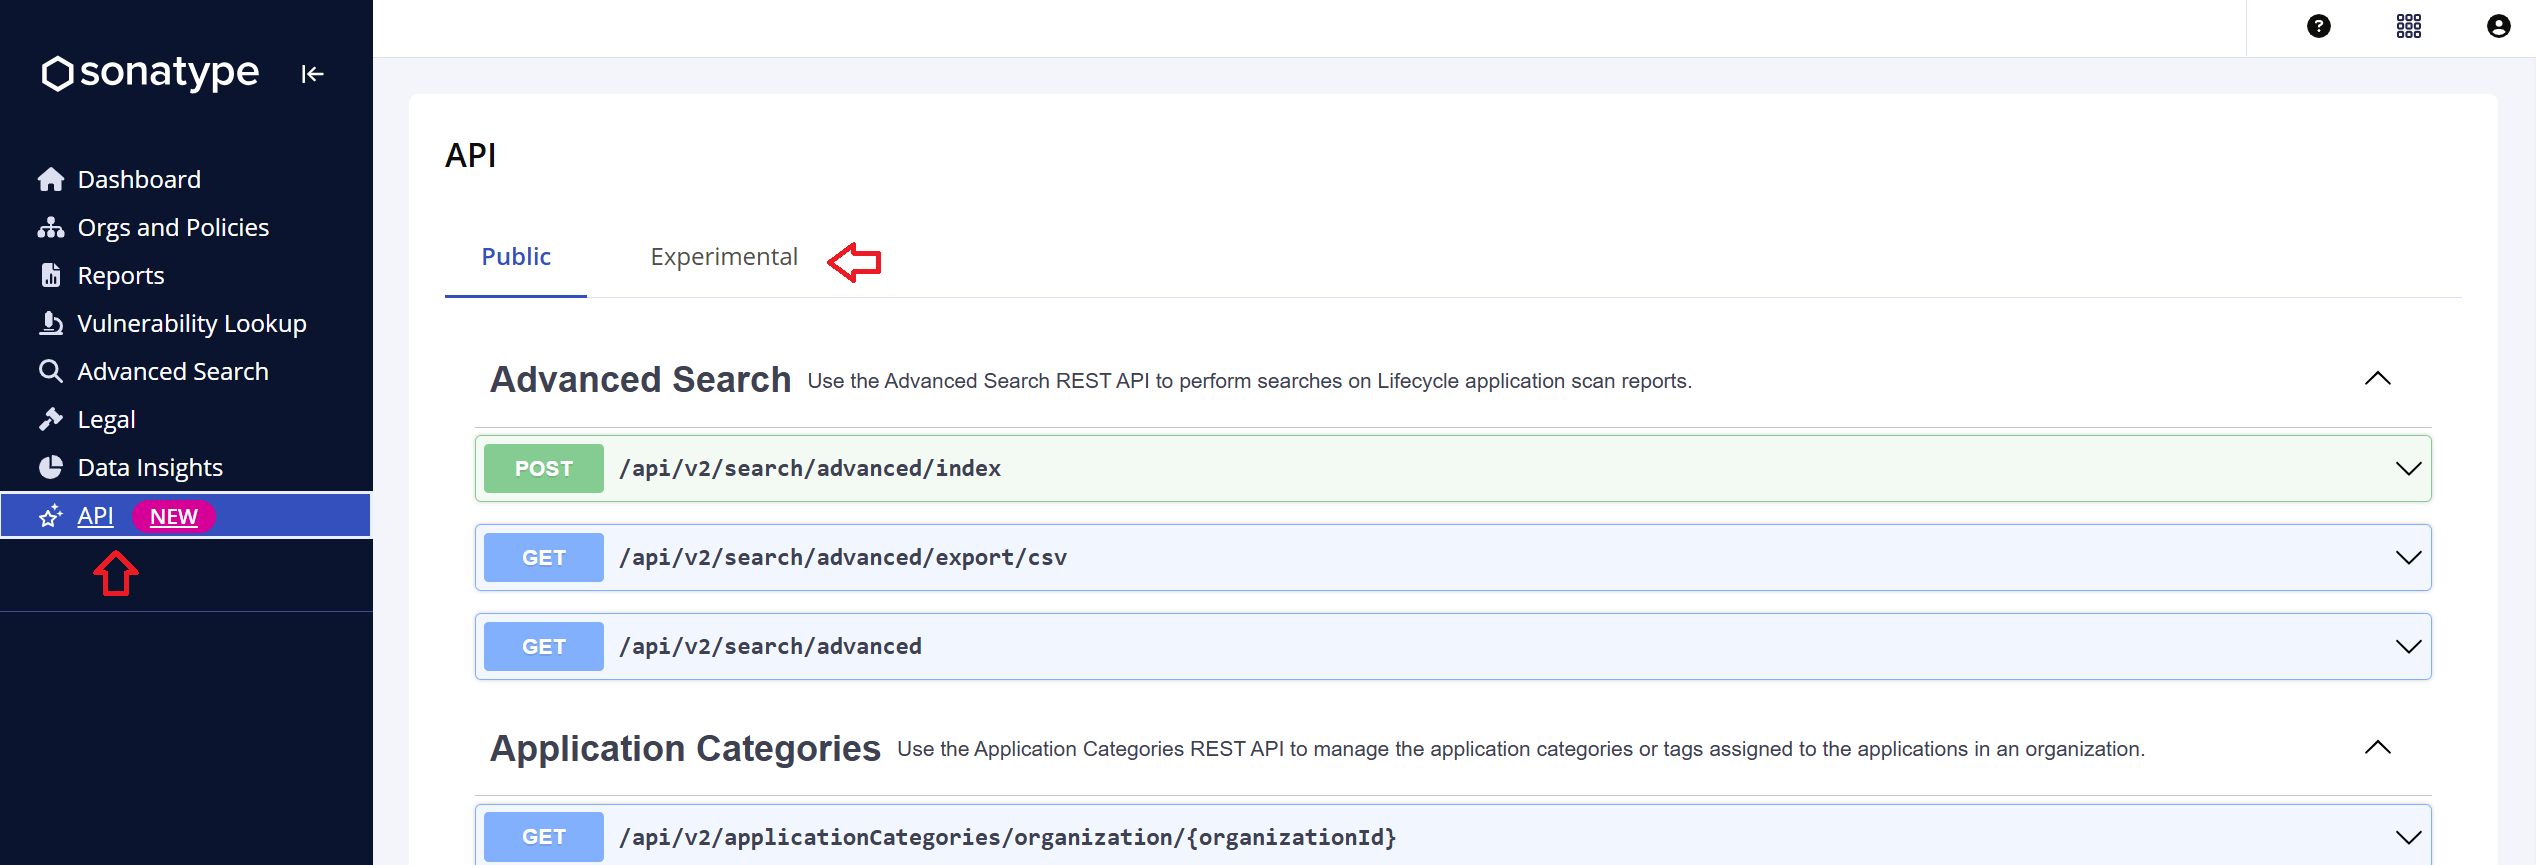 sonatype
Dashboard
Orgs and Policies
Reports
Vulnerability Lookup
Advanced Search
Legal
Data Insights
API NEW
API
Public Experimental
Advanced Search Use the Advanced Search REST API to perform searches on Lifecycle application scan reports.
POST /api/v2/search/advanced/index
GET /api/v2/search/advanced/export/csv
GET /api/v2/search/advanced
Application Categories Use the Application Categories REST API to manage the application categories or tags assigned to the applications in an organization.
GET /api/v2/applicationCategories/organization/{organizationId}